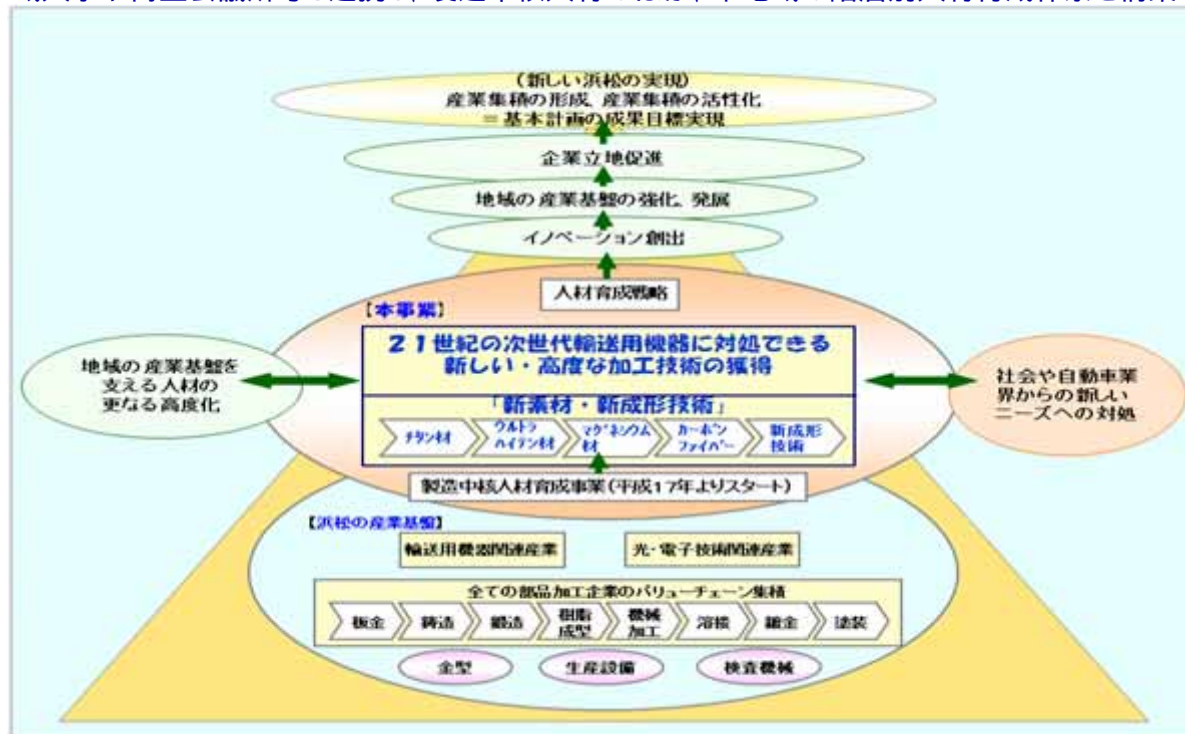 (新しい浜松の実現)
産業集積の形成、産業集積の活性化
＝基本計画の成果目標実現
企業立地促進
地域の産業基盤の強化、発展
イノベーション創出
人材育成戦略
【本事業】
21世紀の次世代輸送用機器に対処できる
新しい・高度な加工技術の獲得
「新素材・新成形技術」
チタン材
ウルトラ
ハイテン材
マグネシウム
材
カーボン
ファイバー
新成形
技術
地域の産業基盤を
支える人材の
更なる高度化
社会や自動車業
界からの新しい
ニーズへの対処
製造中核人材育成事業(平成17年よりスタート)
【浜松の産業基盤】
輸送用機器関連産業
光・電子技術関連産業
全ての部品加工企業のバリューチェーン集積
板金
鋳造
鍛造
樹脂
成型
機械
加工
溶接
鍍金
塗装
金型
生産設備
検査機械